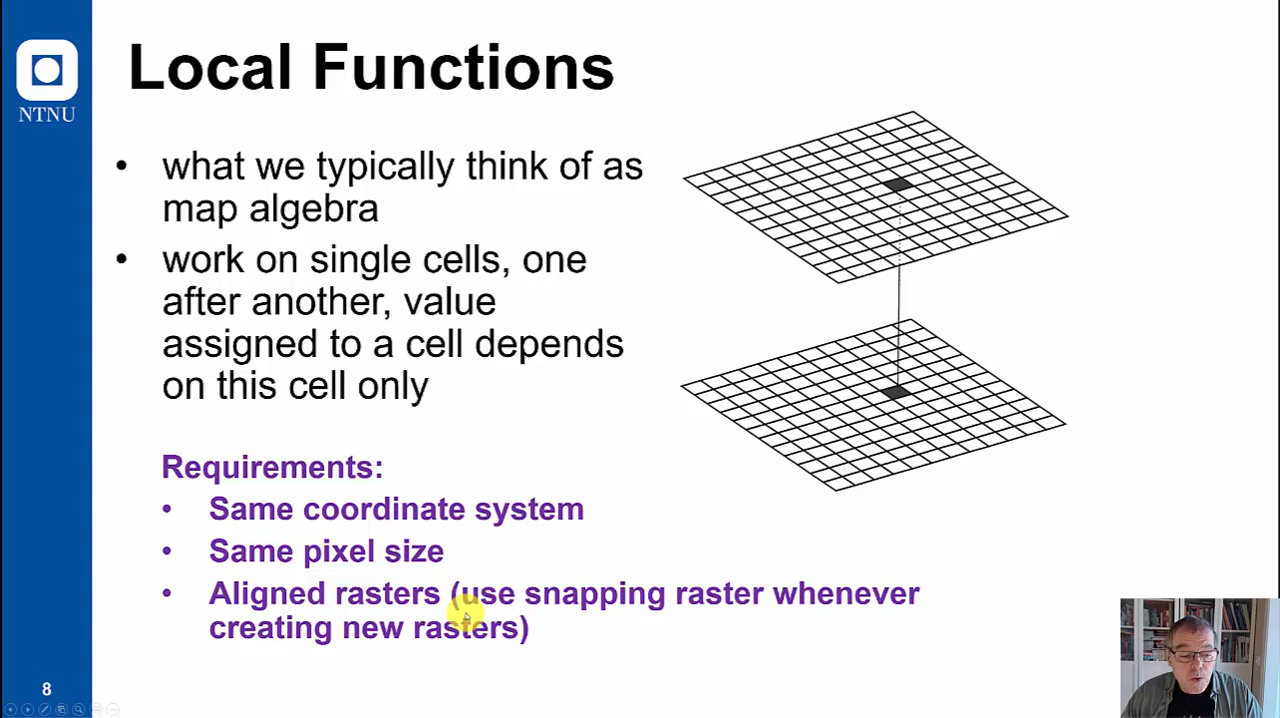 Local Functions
NTNU
• what we typically think of as
map algebra
• work on single cells, one
after another, value
assigned to a cell depends
on this cell only
Requirements:
• Same coordinate system
• Same pixel size
• Aligned rasters (use snapping raster whenever
creating new rasters)
8